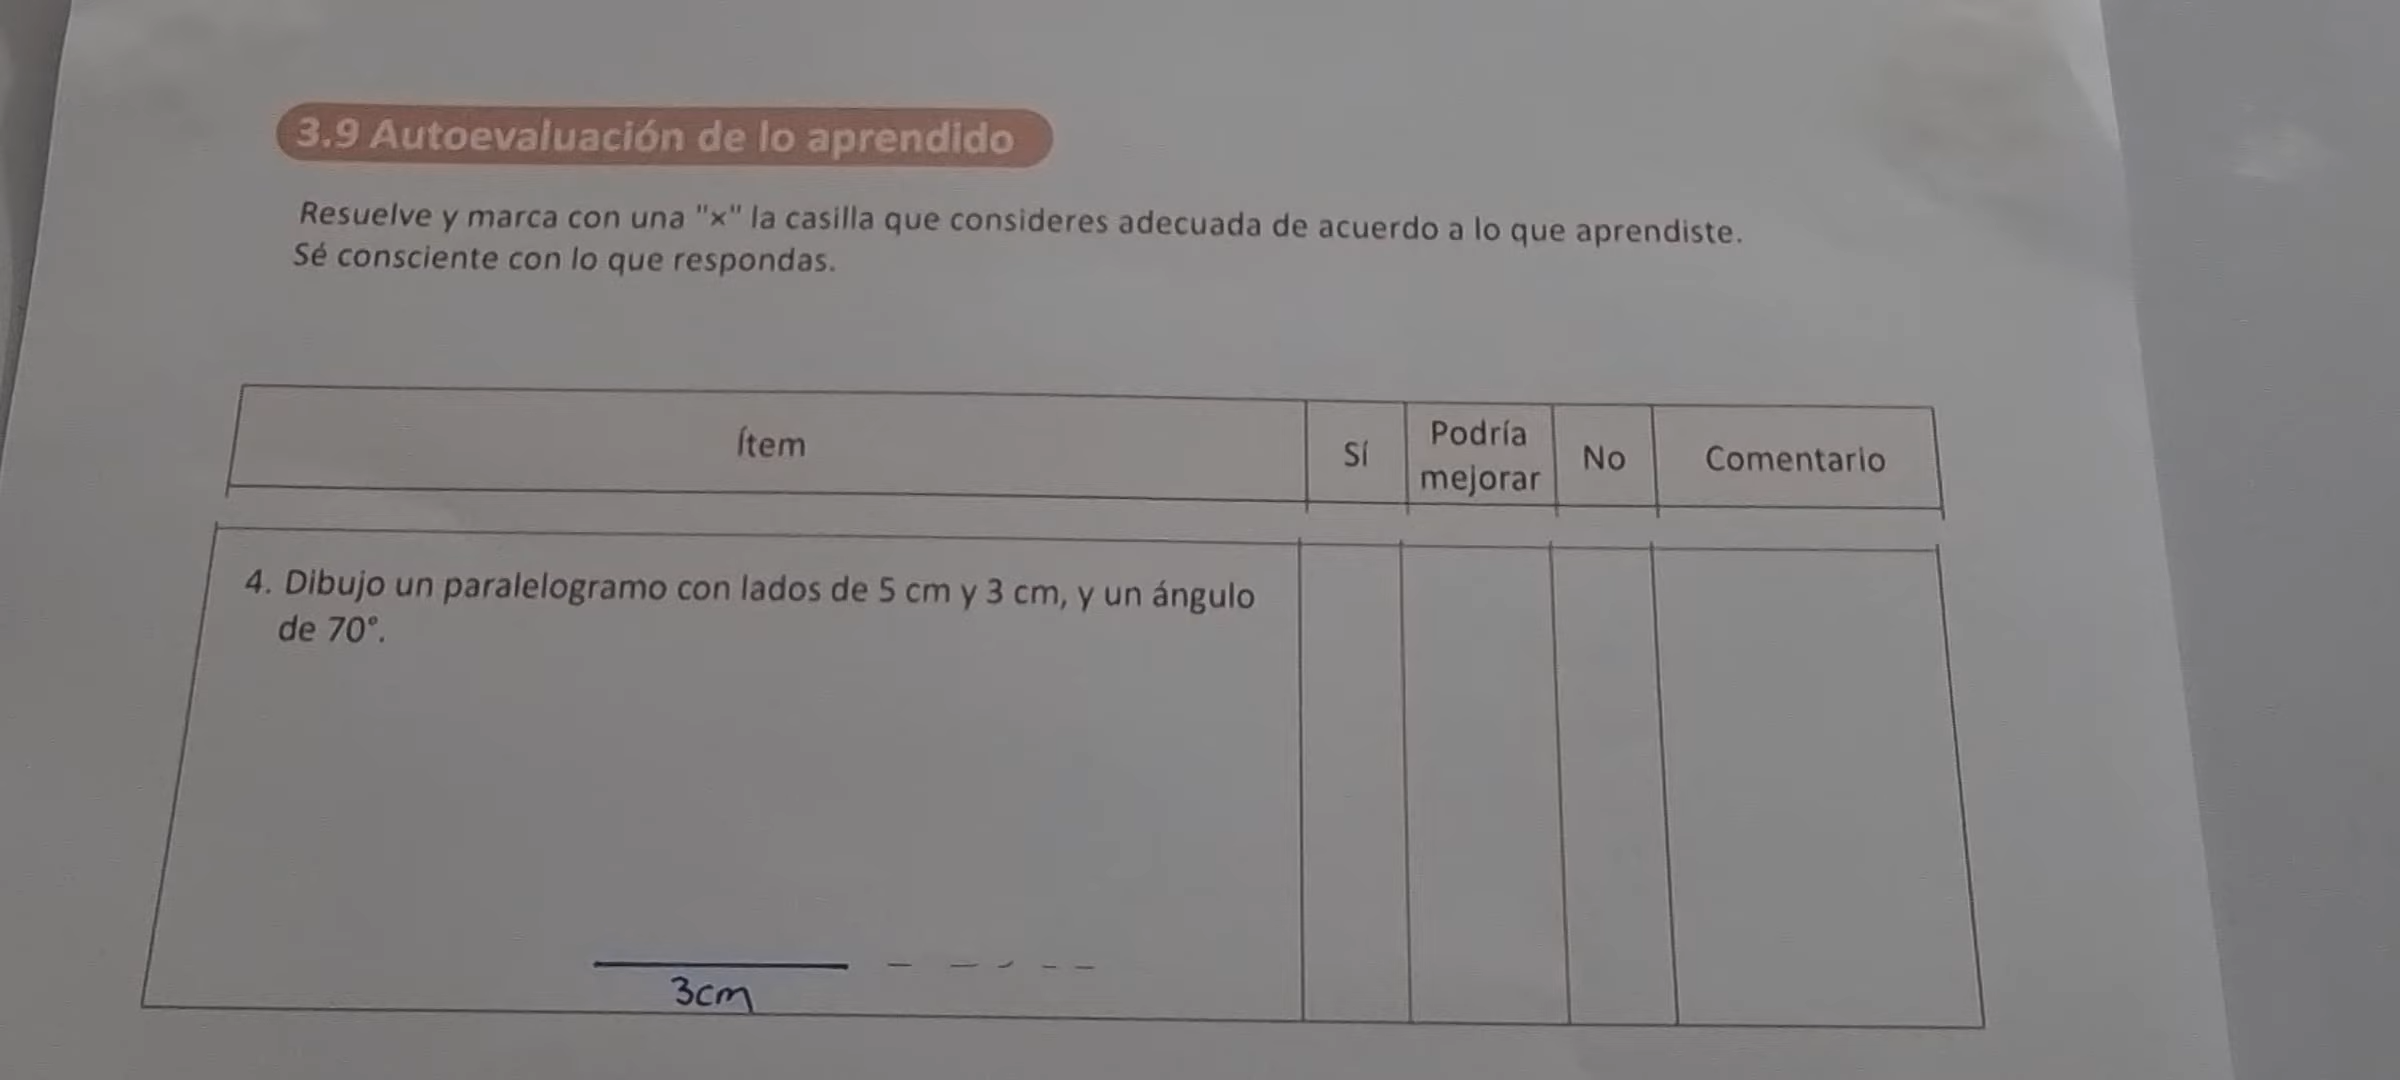 3.9 Autoevaluación de lo aprendido
Resuelve y marca con una "×" la casilla que consideres adecuada de acuerdo a lo que aprendiste.
Sé consciente con lo que respondas.
Ítem
Sí
Podría
mejorar
No
Comentario
4. Dibujo un paralelogramo con lados de 5 cm y 3 cm, y un ángulo
de 70°.
3cm